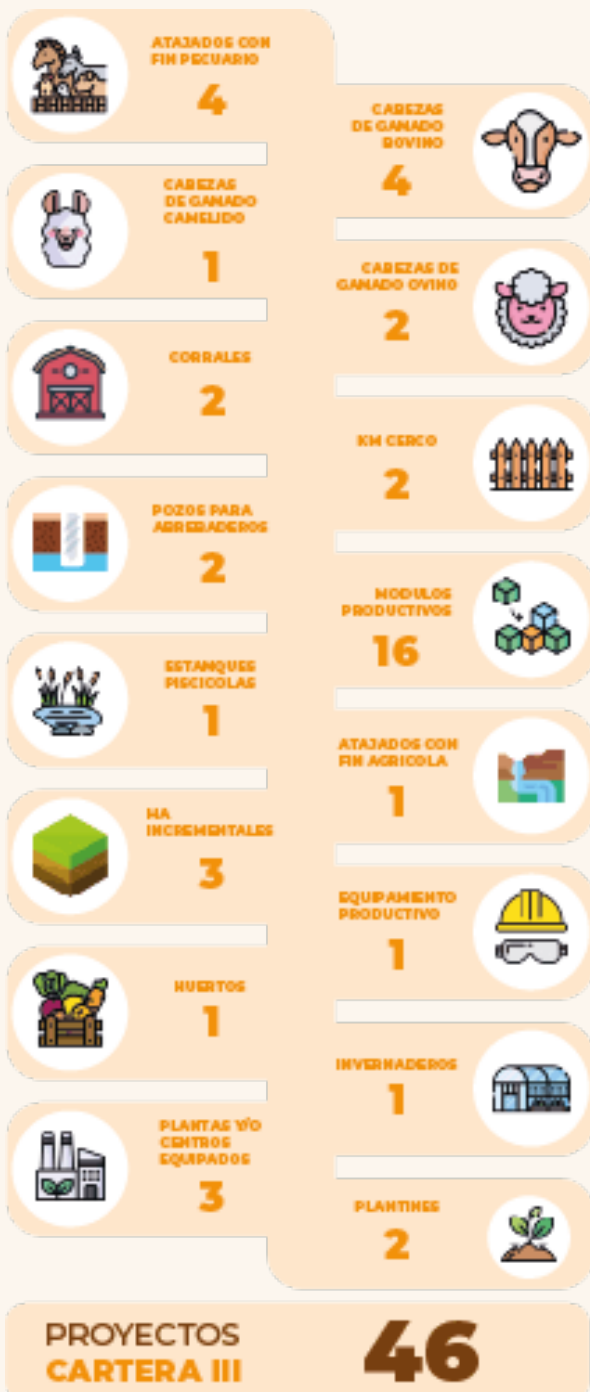 ATAJADOS CON
FIN PECUARIO
4
CABEZAS
DE GANADO
BOVINO
4
CABEZAS
DE GANADO
CAMELIDO
1
CABEZAS DE
GANADO OVINO
2
CORRALES
2
KM CERCO
2
POZOS PARA
ABREBADEROS
2
MODULOS
PRODUCTIVOS
16
ESTANQUES
PISCICOLAS
1
ATAJADOS CON
FIN AGRICOLA
1
HA
INCREMENTALES
3
EQUIPAMIENTO
PRODUCTIVO
1
HUERTOS
1
INVERNADEROS
1
PLANTAS Y/O
CENTROS
EQUIPADOS
3
PLANTINES
2
PROYECTOS
CARTERA III
46